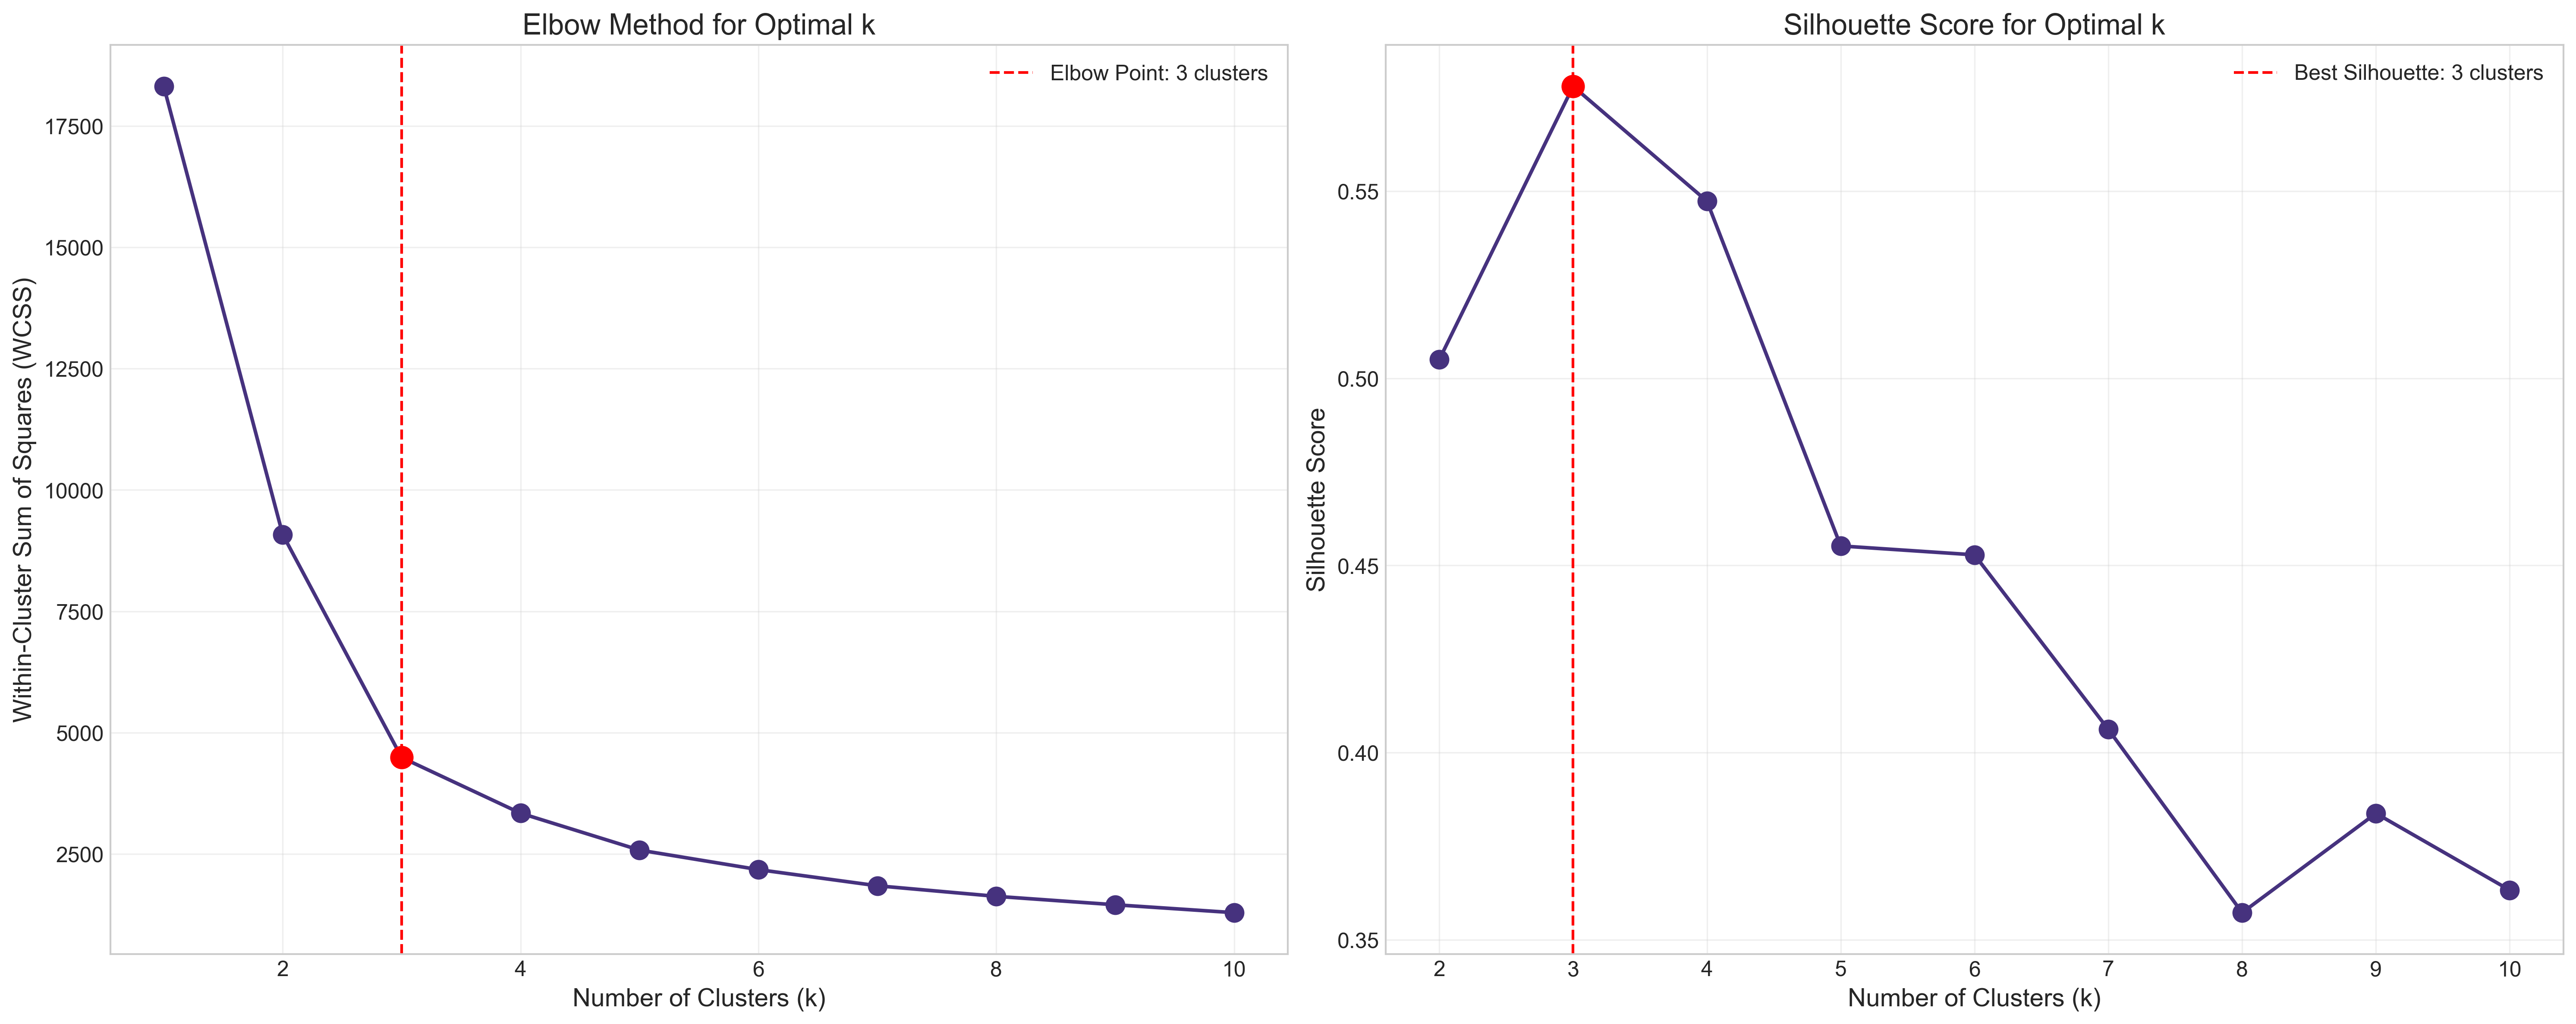 Elbow Method for Optimal k
Elbow Point: 3 clusters
Within-Cluster Sum of Squares (WCSS)
17500
15000
12500
10000
7500
5000
2500
2 4 6 8 10
Number of Clusters (k)
Silhouette Score for Optimal k
Best Silhouette: 3 clusters
Silhouette Score
0.55
0.50
0.45
0.40
0.35
2 3 4 5 6 7 8 9 10
Number of Clusters (k)